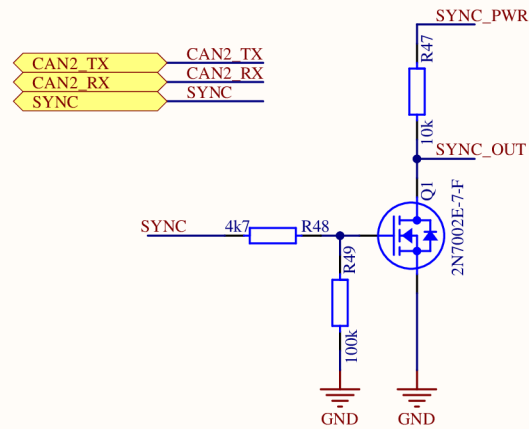 SYNC_PWR
R47
CAN2_TX
CAN2_TX
CAN2_RX
CAN2_RX
SYNC
SYNC
10k
SYNC_OUT
Q1
2N7002E-7-F
SYNC
4k7
R48
R49
100k
GND
GND